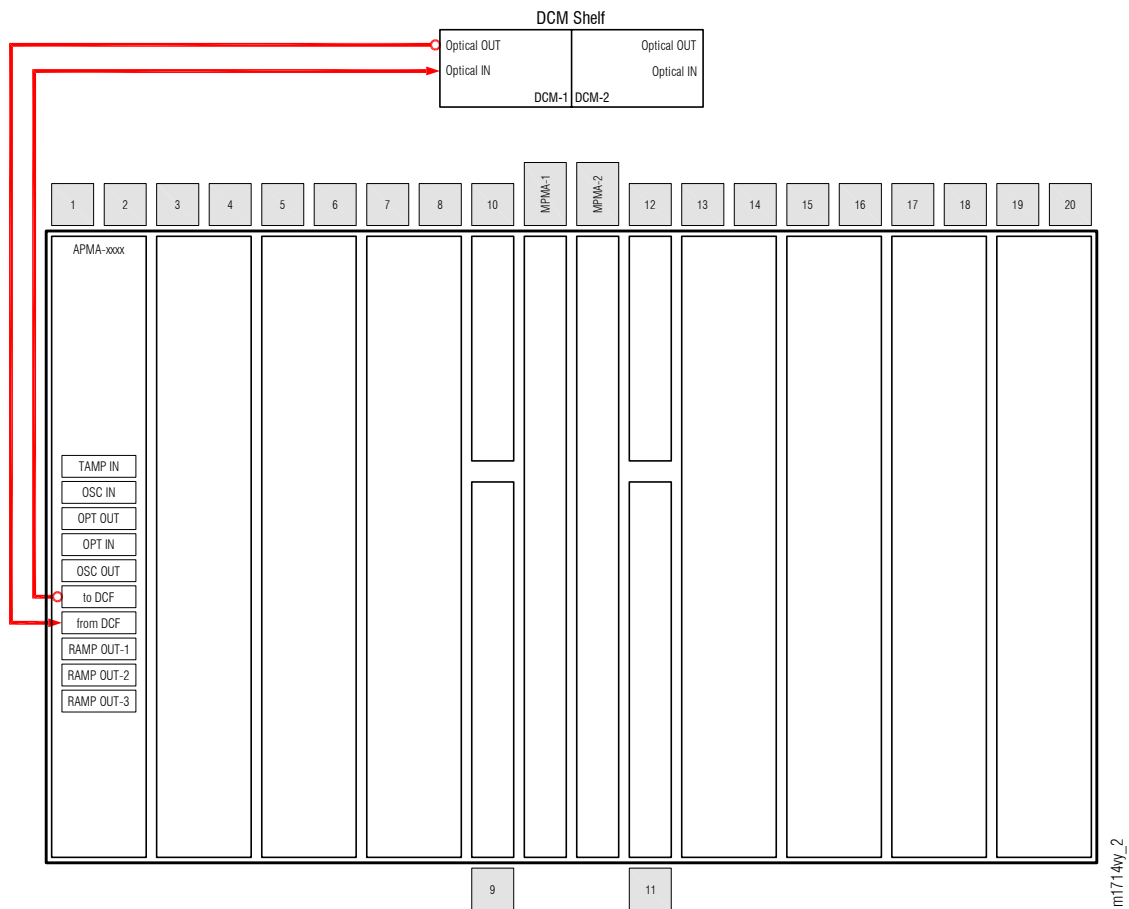 DCM Shelf
Optical OUT
Optical OUT
Optical IN
Optical IN
DCM-1
DCM-2
1
2
3
4
5
6
7
8
10
MPMA-1
MPMA-2
12
13
14
15
16
17
18
19
20
APMA-xxxx
TAMP IN
OSC IN
OPT OUT
OPT IN
OSC OUT
to DCF
from DCF
RAMP OUT-1
RAMP OUT-2
RAMP OUT-3
9
11
m1714vy_2